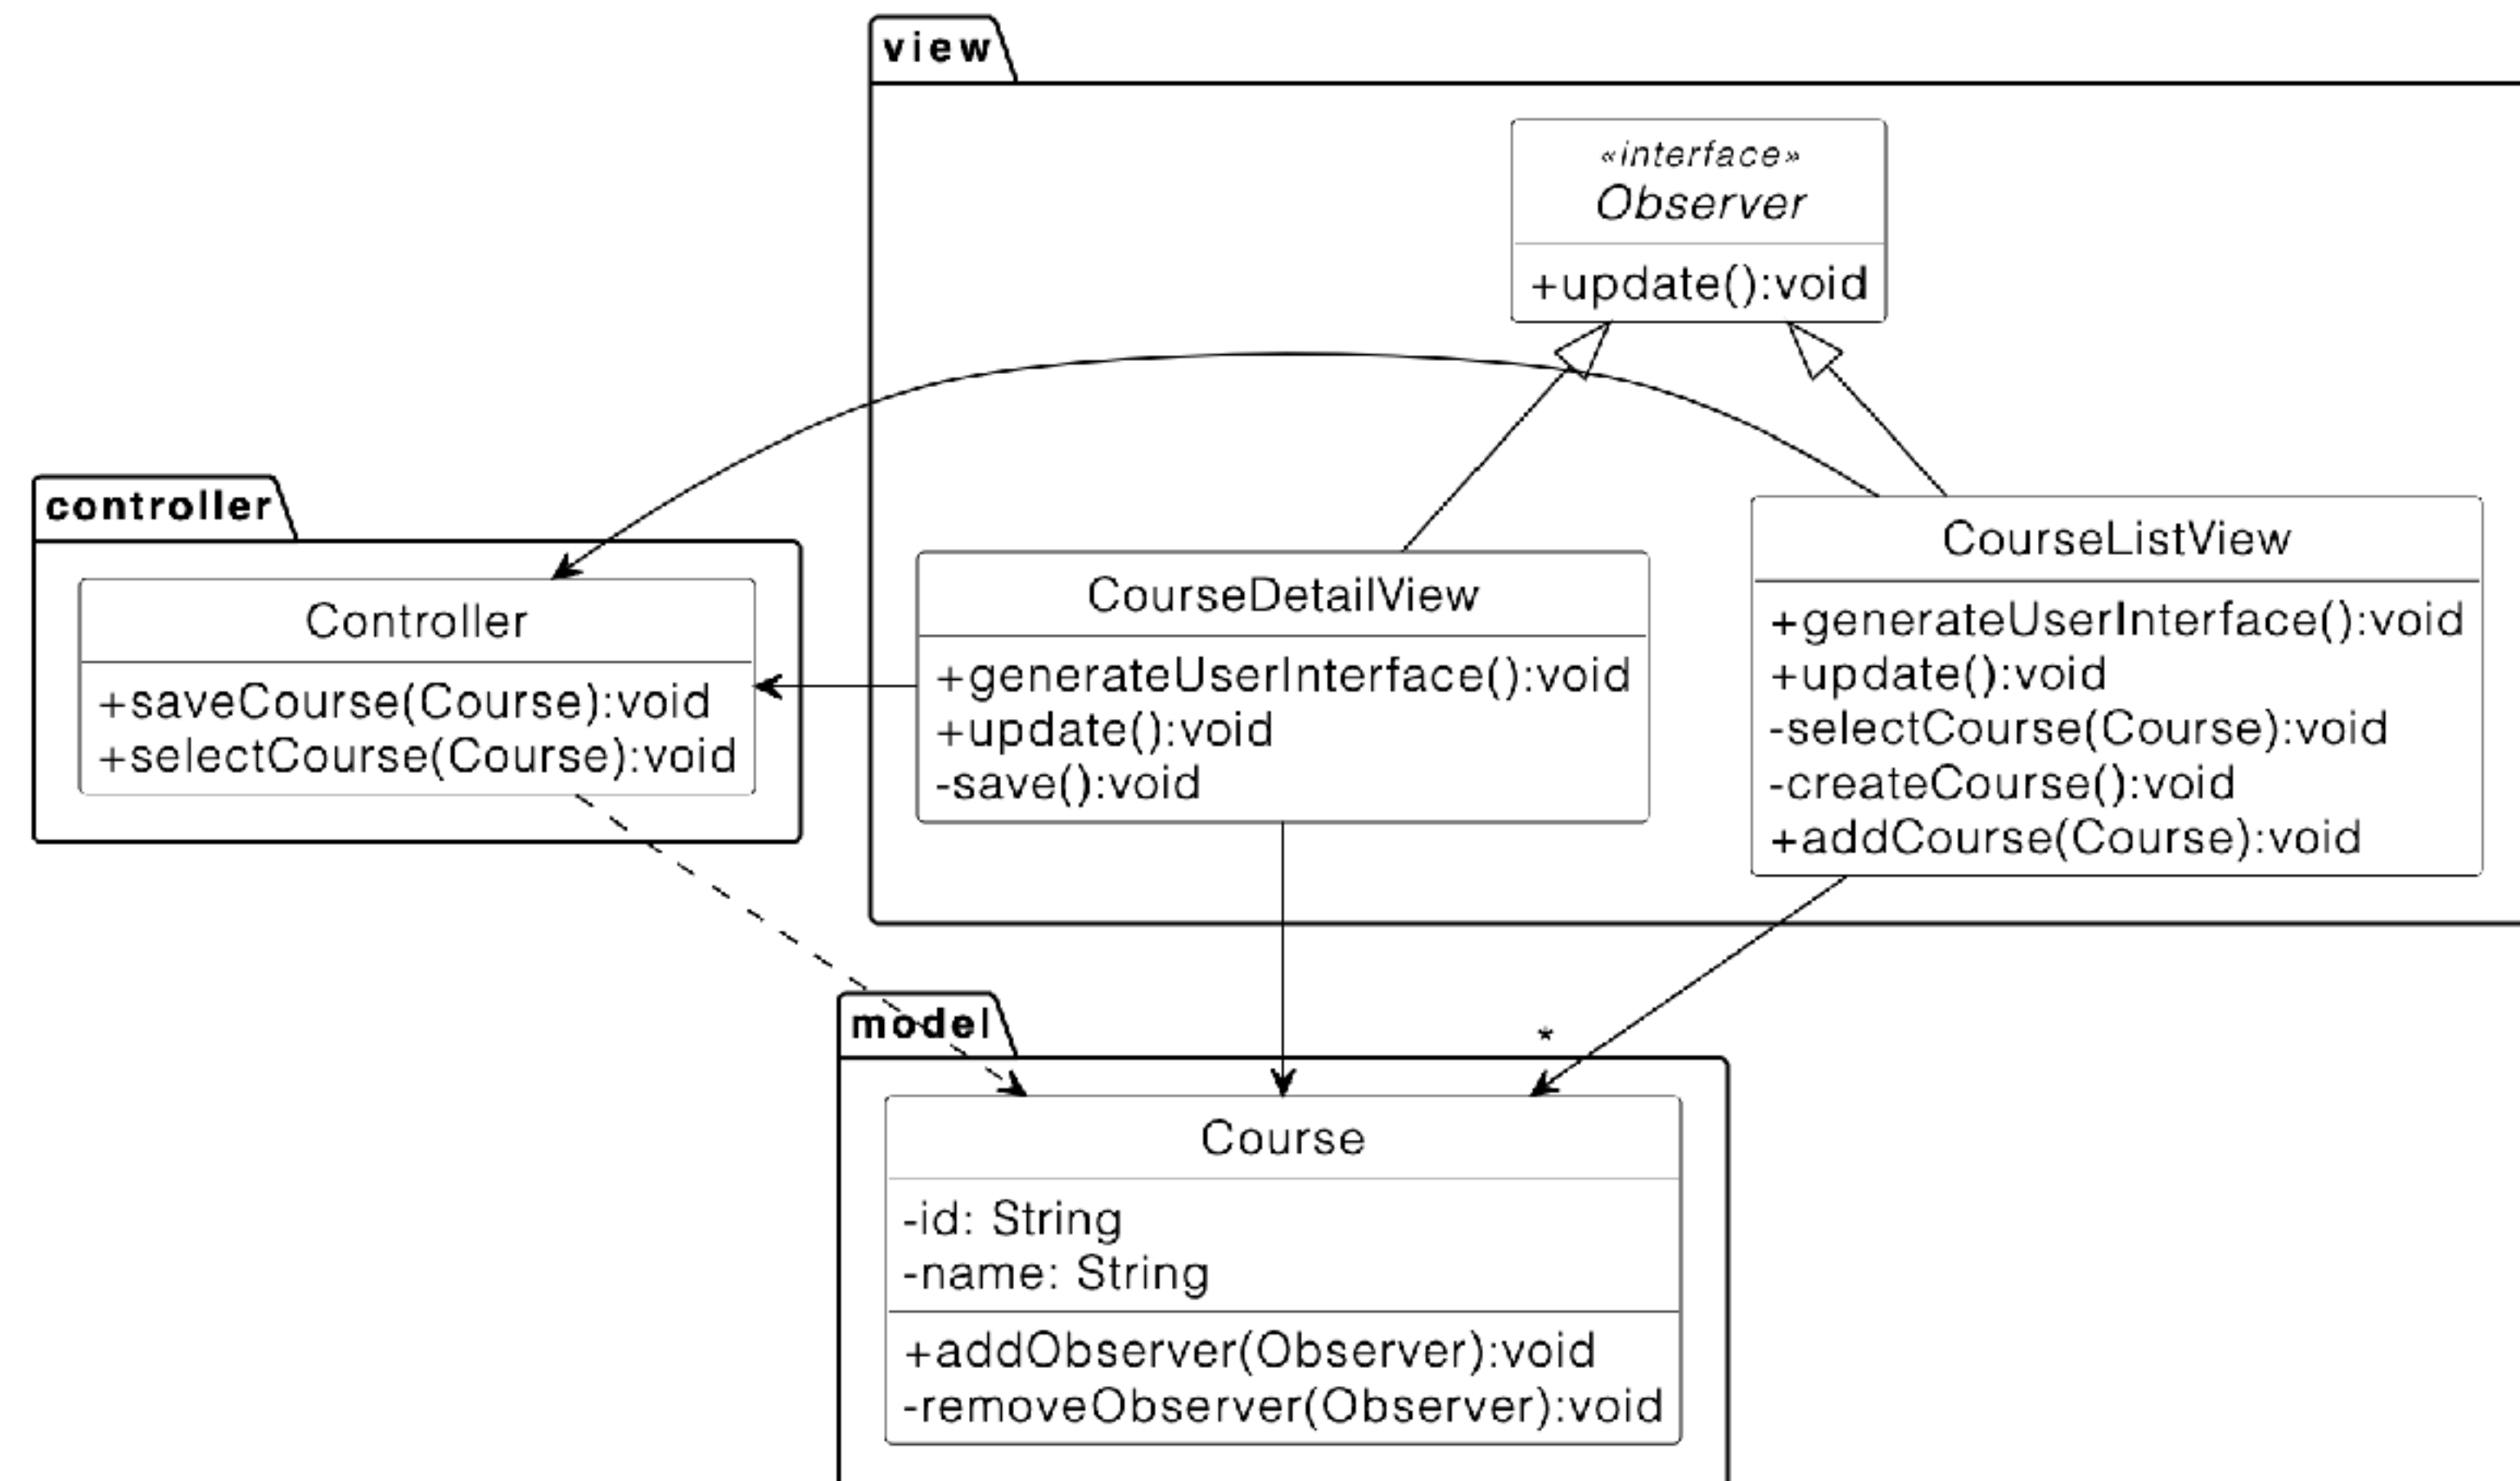 view
«interface»
Observer
+update():void
controller
Controller
+saveCourse(Course):void
+selectCourse(Course):void
CourseDetailView
+generateUserInterface():void
+update():void
-save():void
CourseListView
+generateUserInterface():void
+update():void
-selectCourse(Course):void
-createCourse():void
+addCourse(Course):void
model
*
Course
-id: String
-name: String
+addObserver(Observer):void
-removeObserver(Observer):void